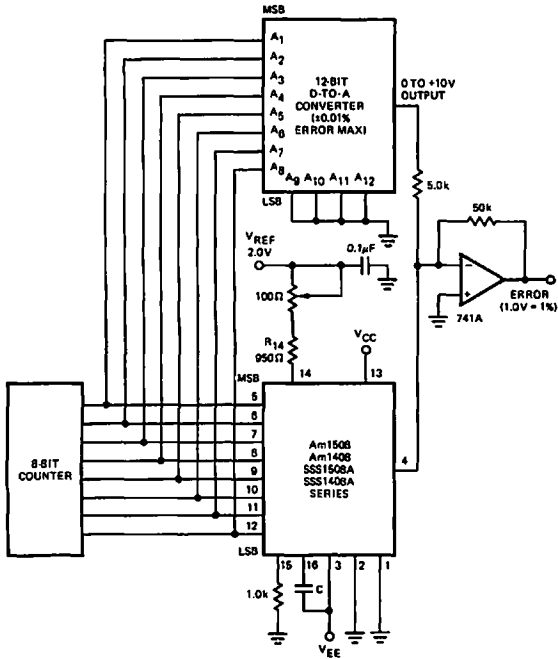 MSB
A1
A2
A3
A4
A5
A6
A7
A8
12-BIT
D-TO-A
CONVERTER
(±0.01%
ERROR MAX)
0 TO +10V
OUTPUT
A9 A10 A11 A12
LSB
5.0k
50k
VREF
2.0V
0.1μF
100Ω
−
+
741A
ERROR
(1.0V = 1%)
R14
950Ω
VCC
MSB
14
13
8-BIT
COUNTER
5
6
7
8
9
10
11
12
Am1508
Am1408
SSS1508A
SSS1408A
SERIES
4
LSB
15
16
3
2
1
1.0k
C
VEE